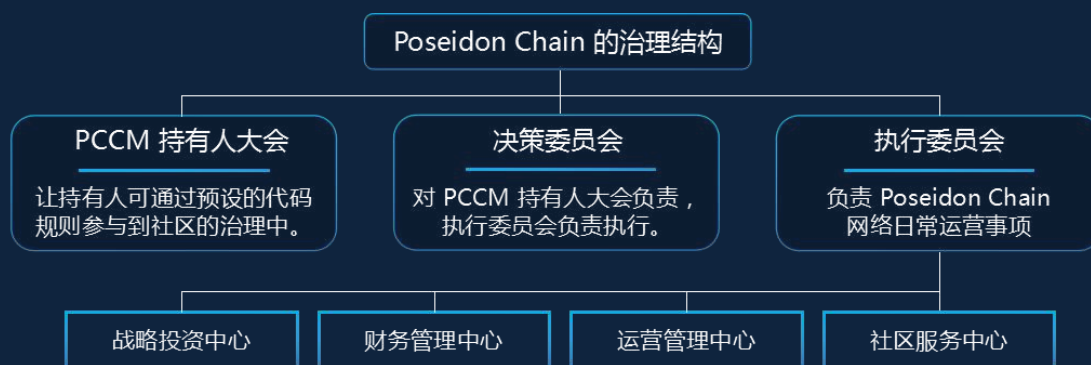 Poseidon Chain 的治理结构
PCCM 持有人大会
让持有人可通过预设的代码
规则参与到社区的治理中。
决策委员会
对 PCCM 持有人大会负责，
执行委员会负责执行。
执行委员会
负责 Poseidon Chain
网络日常运营事项
战略投资中心
财务管理中心
运营管理中心
社区服务中心